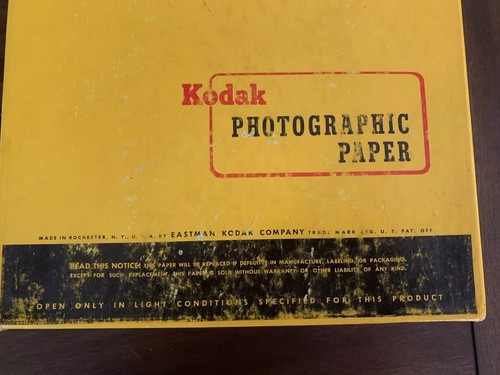 Kodak
PHOTOGRAPHIC
PAPER
MADE IN ROCHESTER, N. Y., U. S. A. BY EASTMAN KODAK COMPANY TRADE MARK REG. U. S. PAT. OFF.
READ THIS NOTICE: THIS PAPER WILL BE REPLACED IF DEFECTIVE IN MANUFACTURE, LABELING, OR PACKAGING.
EXCEPT FOR SUCH REPLACEMENT, THIS PAPER IS SOLD WITHOUT WARRANTY OR OTHER LIABILITY OF ANY KIND.
OPEN ONLY IN LIGHT CONDITIONS SPECIFIED FOR THIS PRODUCT